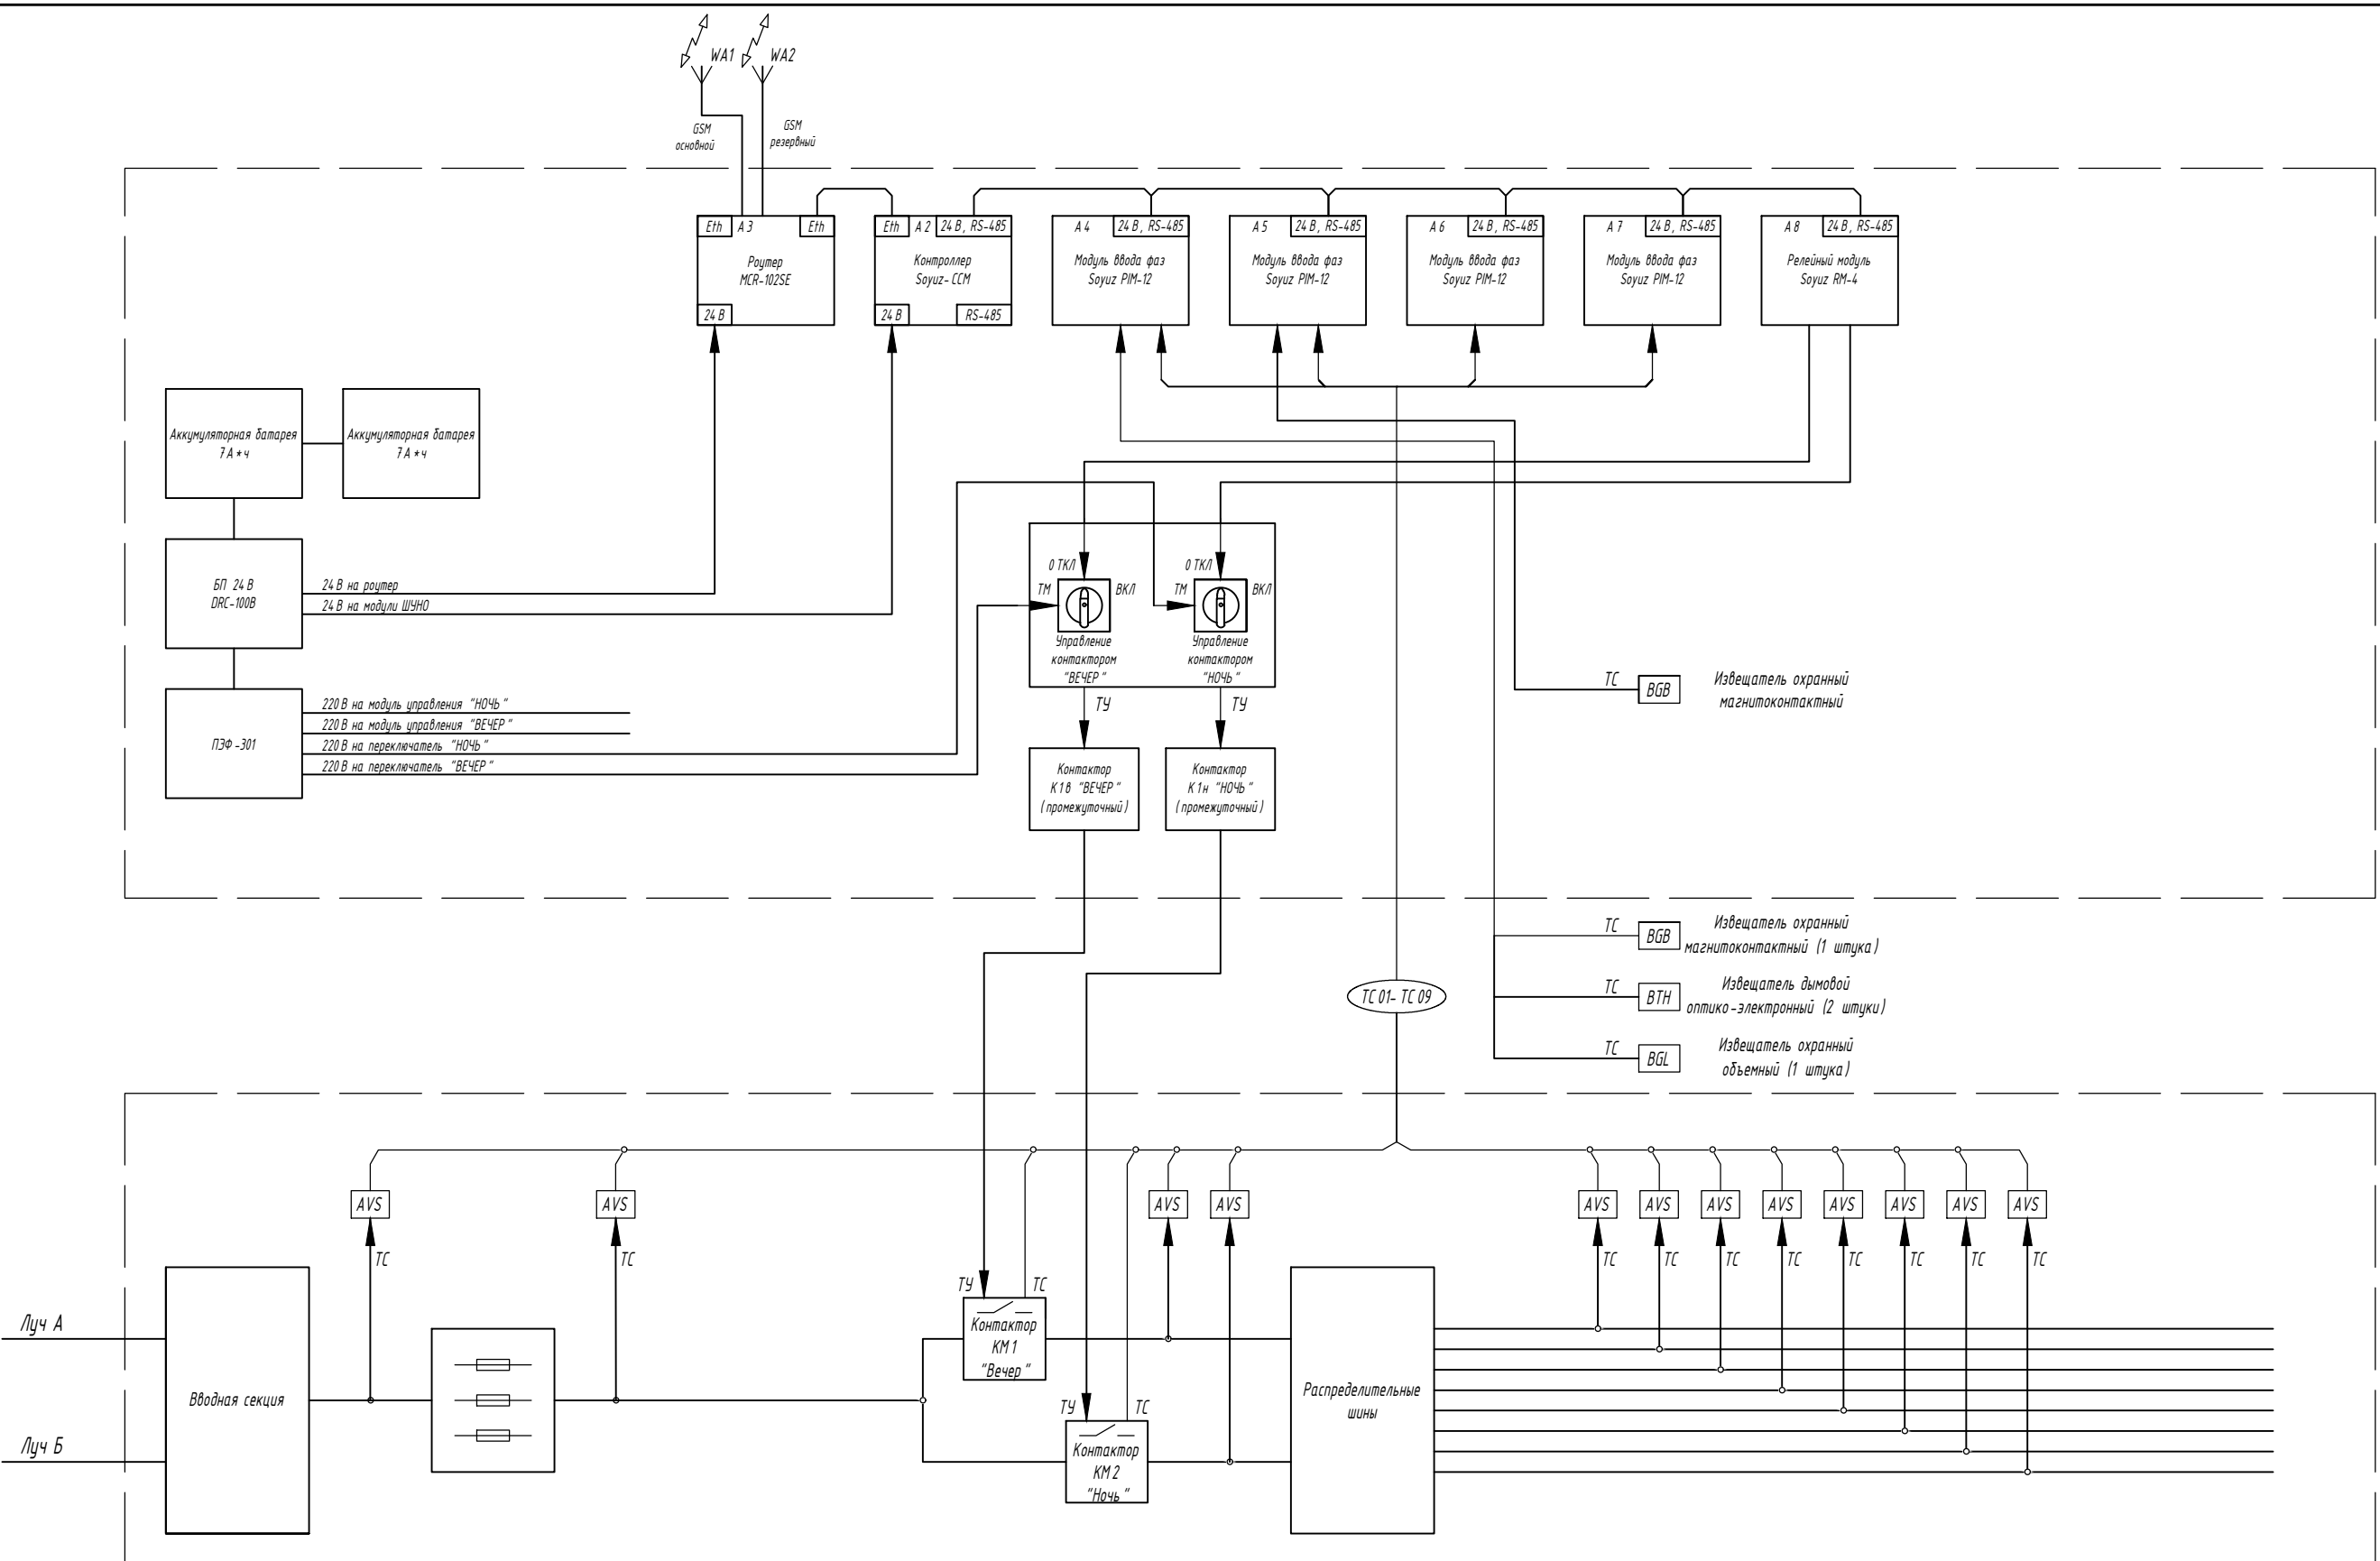 WA1
WA2
GSM
основной
GSM
резервный
Eth
А3
Eth
Роутер
MCR-102SE
24 В
Eth
А2
24 В, RS-485
Контроллер
Soyuz-CCM
24 В
RS-485
А4
24 В, RS-485
Модуль ввода фаз
Soyuz PIM-12
А5
24 В, RS-485
Модуль ввода фаз
Soyuz PIM-12
А6
24 В, RS-485
Модуль ввода фаз
Soyuz PIM-12
А7
24 В, RS-485
Модуль ввода фаз
Soyuz PIM-12
А8
24 В, RS-485
Релейный модуль
Soyuz RM-4
Аккумуляторная батарея
7 А*ч
Аккумуляторная батарея
7 А*ч
БП 24 В
DRC-100B
24 В на роутер
24 В на модули ШУНО
ПЭФ-301
220 В на модуль управления "НОЧЬ"
220 В на модуль управления "ВЕЧЕР"
220 В на переключатель "НОЧЬ"
220 В на переключатель "ВЕЧЕР"
О ТКЛ
ТМ
ВКЛ
Управление
контактором
"ВЕЧЕР"
О ТКЛ
ТМ
ВКЛ
Управление
контактором
"НОЧЬ"
ТУ
ТУ
Контактор
К1в "ВЕЧЕР"
(промежуточный)
Контактор
К1н "НОЧЬ"
(промежуточный)
ТС
BGB
Извещатель охранный
магнитоконтактный
ТС
BGB
Извещатель охранный
магнитоконтактный (1 штука)
ТС
BTH
Извещатель дымовой
оптико-электронный (2 штуки)
ТС
BGL
Извещатель охранный
объемный (1 штука)
ТС 01- ТС 09
AVS
AVS
AVS
AVS
AVS
AVS
AVS
AVS
AVS
AVS
AVS
AVS
ТС
ТС
ТС
ТС
ТС
ТС
ТС
ТС
ТС
ТС
Луч А
Луч Б
Вводная секция
ТУ
ТС
Контактор
КМ1
"Вечер"
ТУ
ТС
Контактор
КМ2
"Ночь"
Распределительные
шины